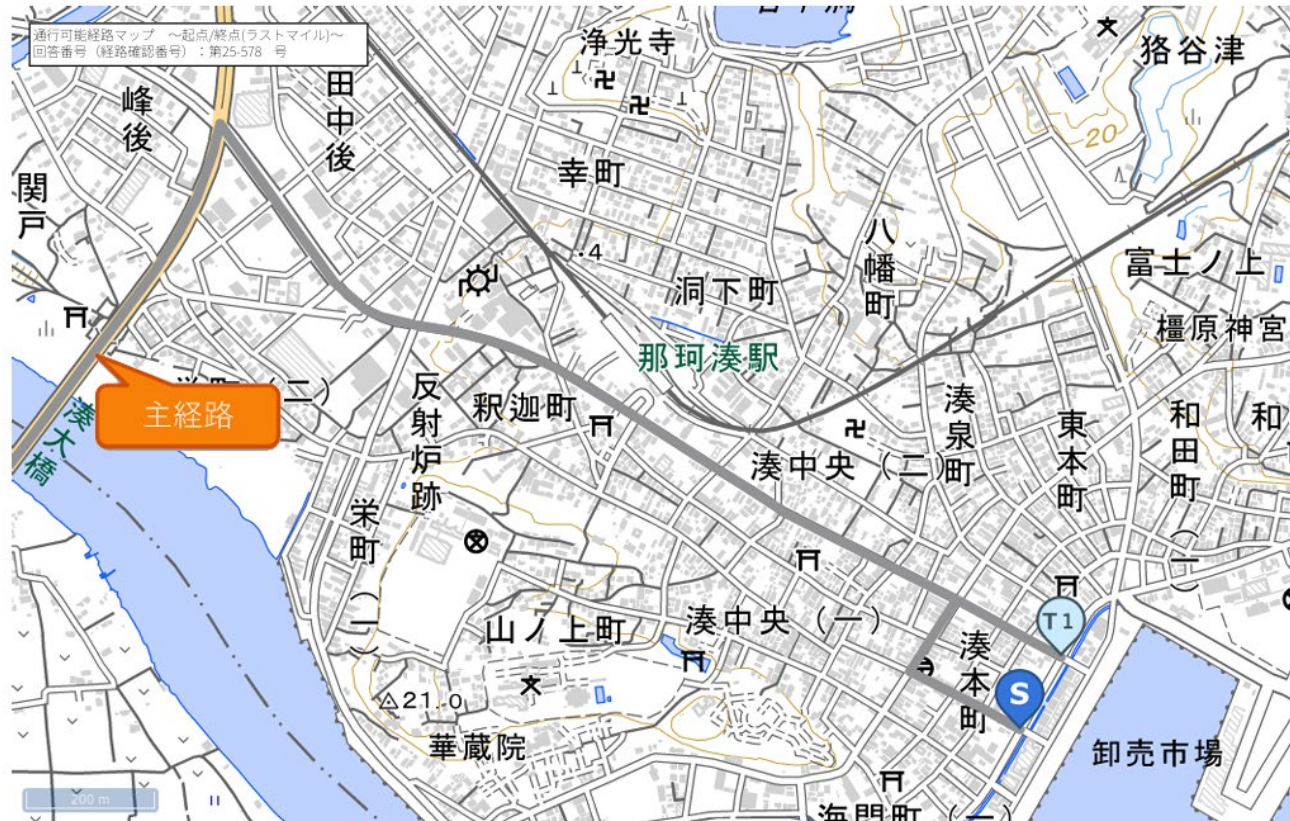 通行可能経路マップ ～起点/終点(ラストマイル)～
回答番号（経路確認番号）：第25-578 号
浄光寺
猺谷津
峰後
田中後
20
関戸
幸町
・4
八幡町
富士ノ上
洞下町
橿原神宮
那珂湊駅
主経路
湊大橋
反射炉跡
釈迦町
湊泉町
東本町
和田町（一）
和
湊中央（二）
栄町（一）
T1
山ノ上町
湊中央（一）
湊本町
S
21.0
華蔵院
卸売市場
200 m
海門町（一）